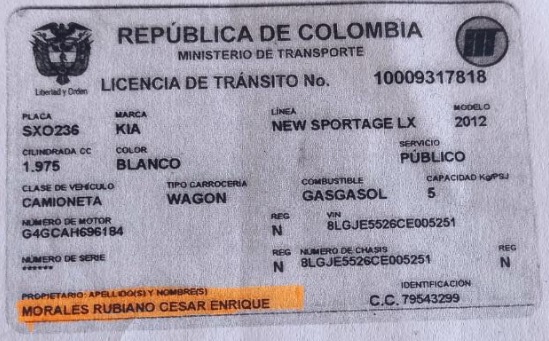 REPÚBLICA DE COLOMBIA
MINISTERIO DE TRANSPORTE
Libertad y Orden
LICENCIA DE TRÁNSITO No. 10009317818
PLACA MARCA LÍNEA MODELO
SXO236 KIA NEW SPORTAGE LX 2012
CILINDRADA CC COLOR SERVICIO
1.975 BLANCO PÚBLICO
CLASE DE VEHÍCULO TIPO CARROCERIA COMBUSTIBLE CAPACIDAD Kg/PSJ
CAMIONETA WAGON GASGASOL 5
NÚMERO DE MOTOR REG VIN
G4GCAH696184 N 8LGJE5526CE005251
NÚMERO DE SERIE REG NÚMERO DE CHASIS REG
****** N 8LGJE5526CE005251 N
PROPIETARIO: APELLIDO(S) Y NOMBRE(S) IDENTIFICACIÓN
MORALES RUBIANO CESAR ENRIQUE C.C. 79543299